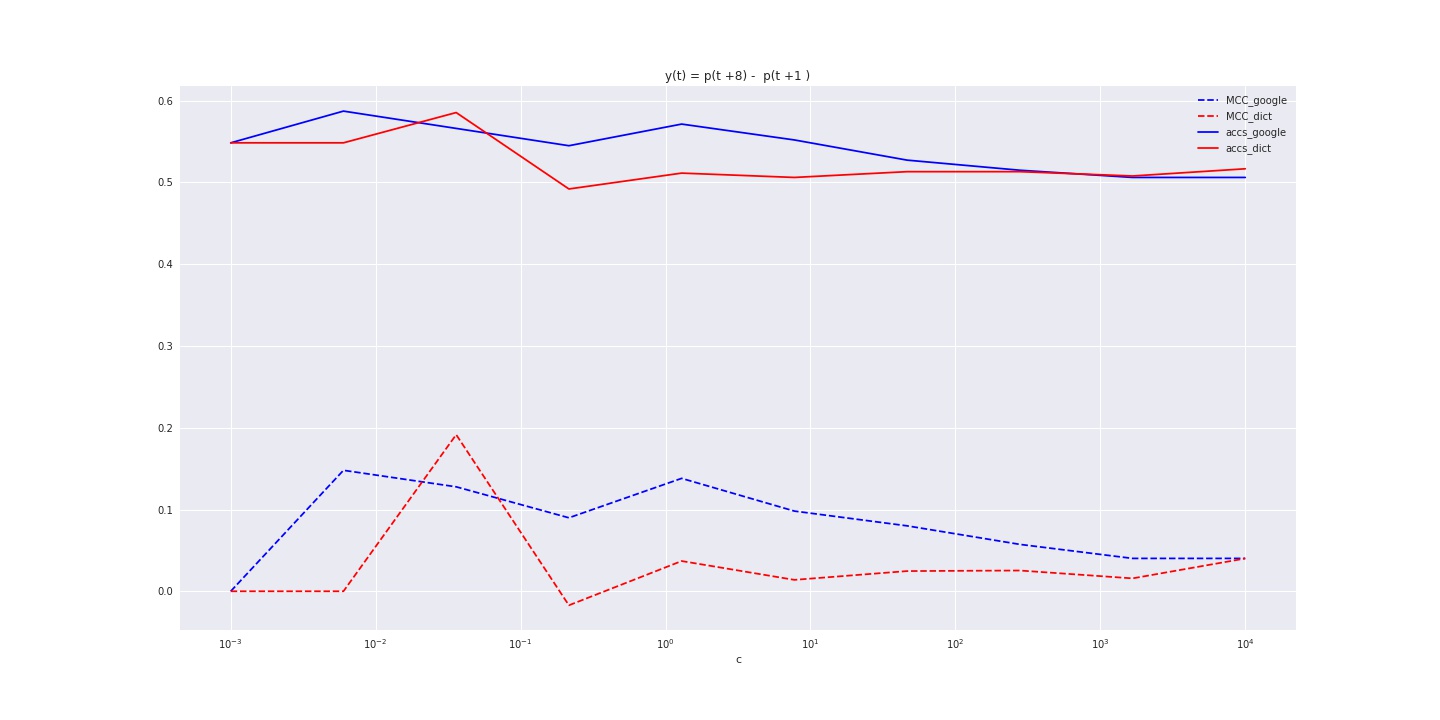 y(t) = p(t +8) -  p(t +1 )
0.6
0.5
0.4
0.3
0.2
0.1
0.0
MCC_google
MCC_dict
accs_google
accs_dict
10⁻³ 10⁻² 10⁻¹ 10⁰ 10¹ 10² 10³ 10⁴
c